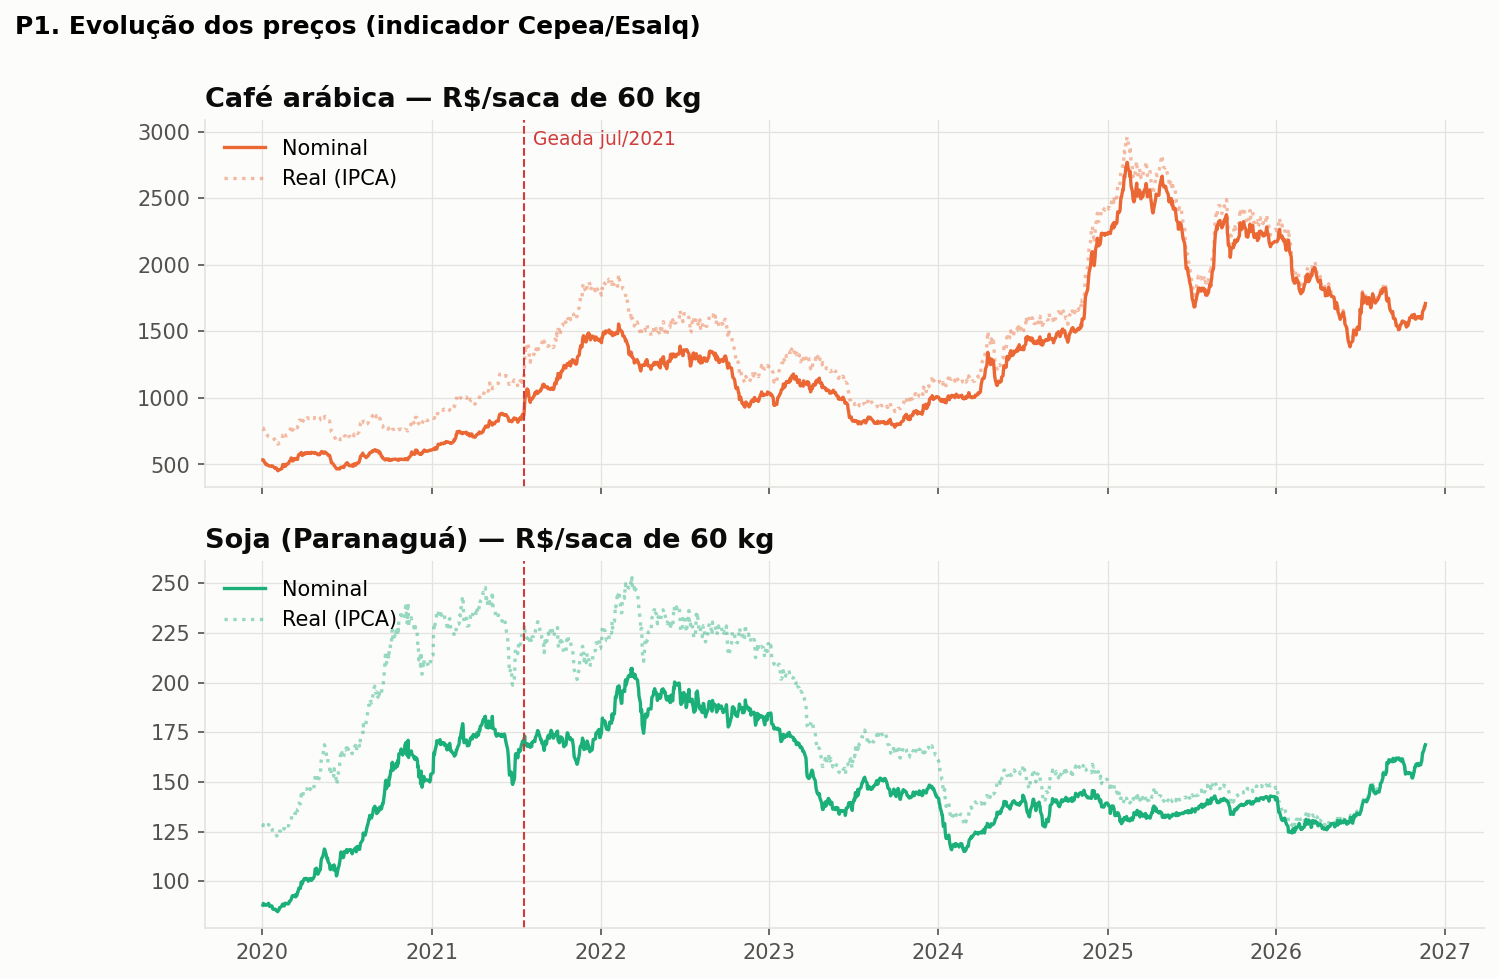 P1. Evolução dos preços (indicador Cepea/Esalq)
Café arábica — R$/saca de 60 kg
3000
2500
2000
1500
1000
500
Nominal
Real (IPCA)
Geada jul/2021
Soja (Paranaguá) — R$/saca de 60 kg
250
225
200
175
150
125
100
Nominal
Real (IPCA)
2020 2021 2022 2023 2024 2025 2026 2027